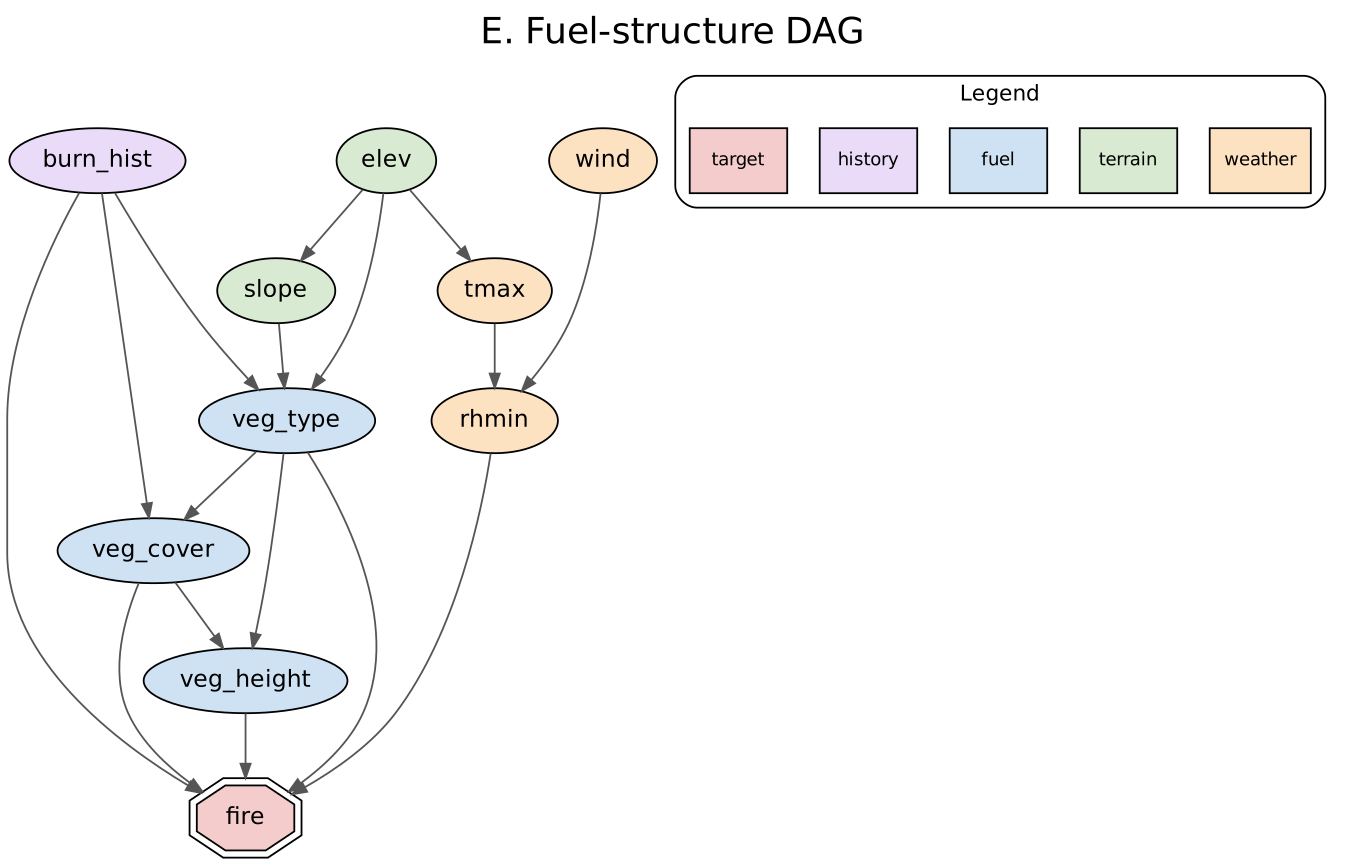 E. Fuel-structure DAG
Legend
target
history
fuel
terrain
weather
burn_hist
elev
wind
slope
tmax
veg_type
rhmin
veg_cover
veg_height
fire